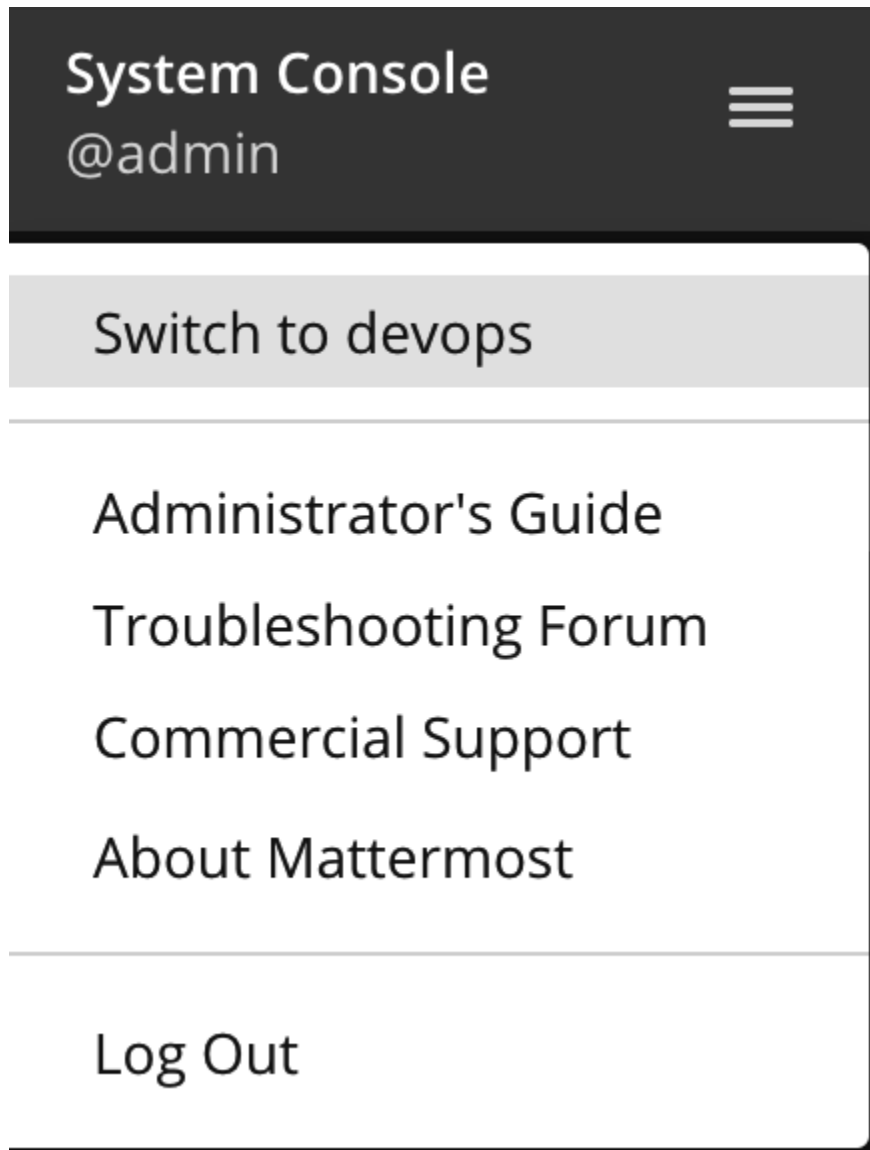 System Console
@admin
Switch to devops
Administrator's Guide
Troubleshooting Forum
Commercial Support
About Mattermost
Log Out